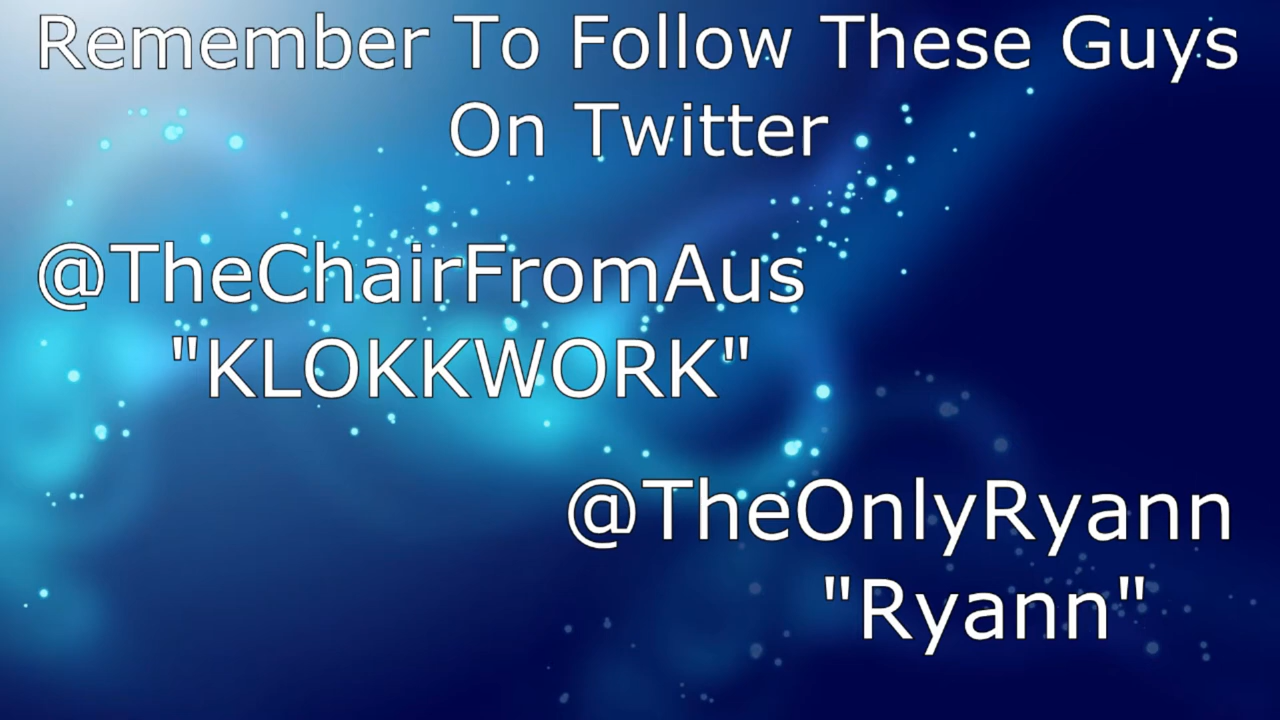 Remember To Follow These Guys
On Twitter
@TheChairFromAus
"KLOKKWORK"
@TheOnlyRyann
"Ryann"